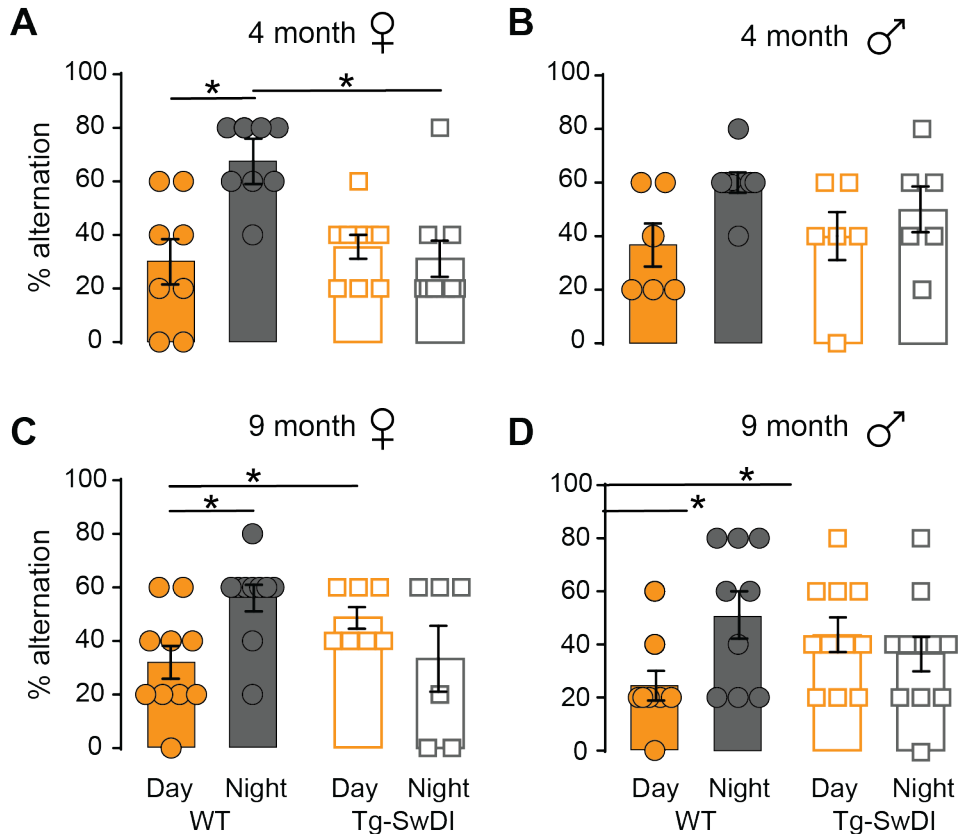 A
4 month ♀
B
4 month ♂
% alternation
100
80
60
40
20
0
* *
100
80
60
40
20
0
C
9 month ♀
D
9 month ♂
% alternation
100
80
60
40
20
0
*
*
100
80
60
40
20
0
*
*
Day Night Day Night
WT Tg-SwDI
Day Night Day Night
WT Tg-SwDI